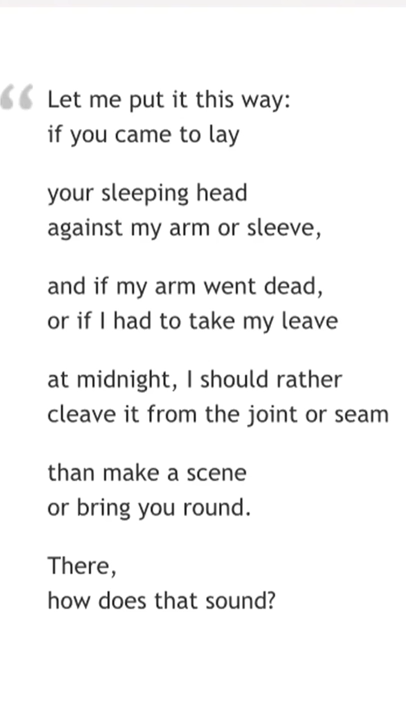 “ Let me put it this way:
if you came to lay
your sleeping head
against my arm or sleeve,
and if my arm went dead,
or if I had to take my leave
at midnight, I should rather
cleave it from the joint or seam
than make a scene
or bring you round.
There,
how does that sound?